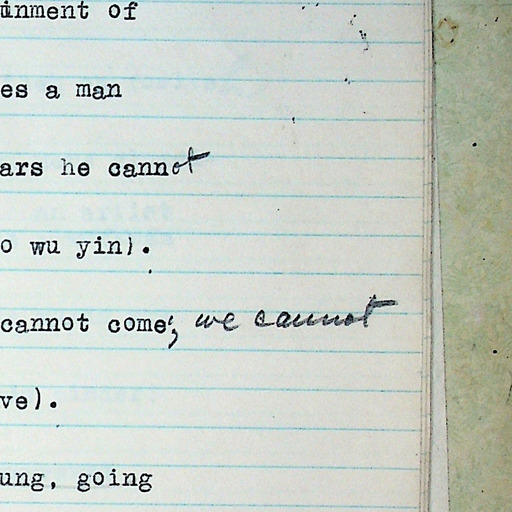 inment of
es a man
ars he cannot
o wu yin).
cannot come; we cannot
ve).
ung, going